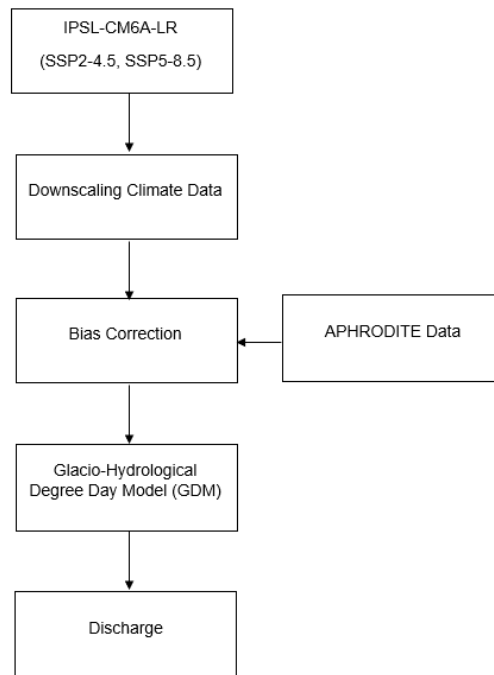 IPSL-CM6A-LR
(SSP2-4.5, SSP5-8.5)
Downscaling Climate Data
Bias Correction
APHRODITE Data
Glacio-Hydrological
Degree Day Model (GDM)
Discharge